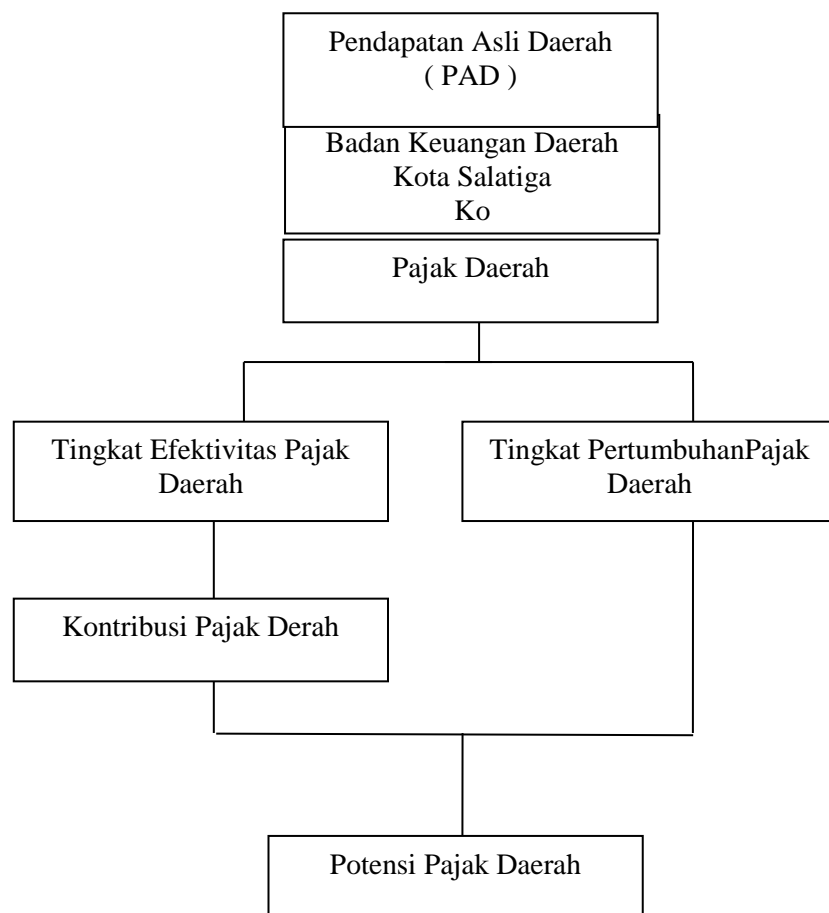 Pendapatan Asli Daerah
( PAD )
Badan Keuangan Daerah
Kota Salatiga
Ko
Pajak Daerah
Tingkat Efektivitas Pajak
Daerah
Tingkat PertumbuhanPajak
Daerah
Kontribusi Pajak Derah
Potensi Pajak Daerah